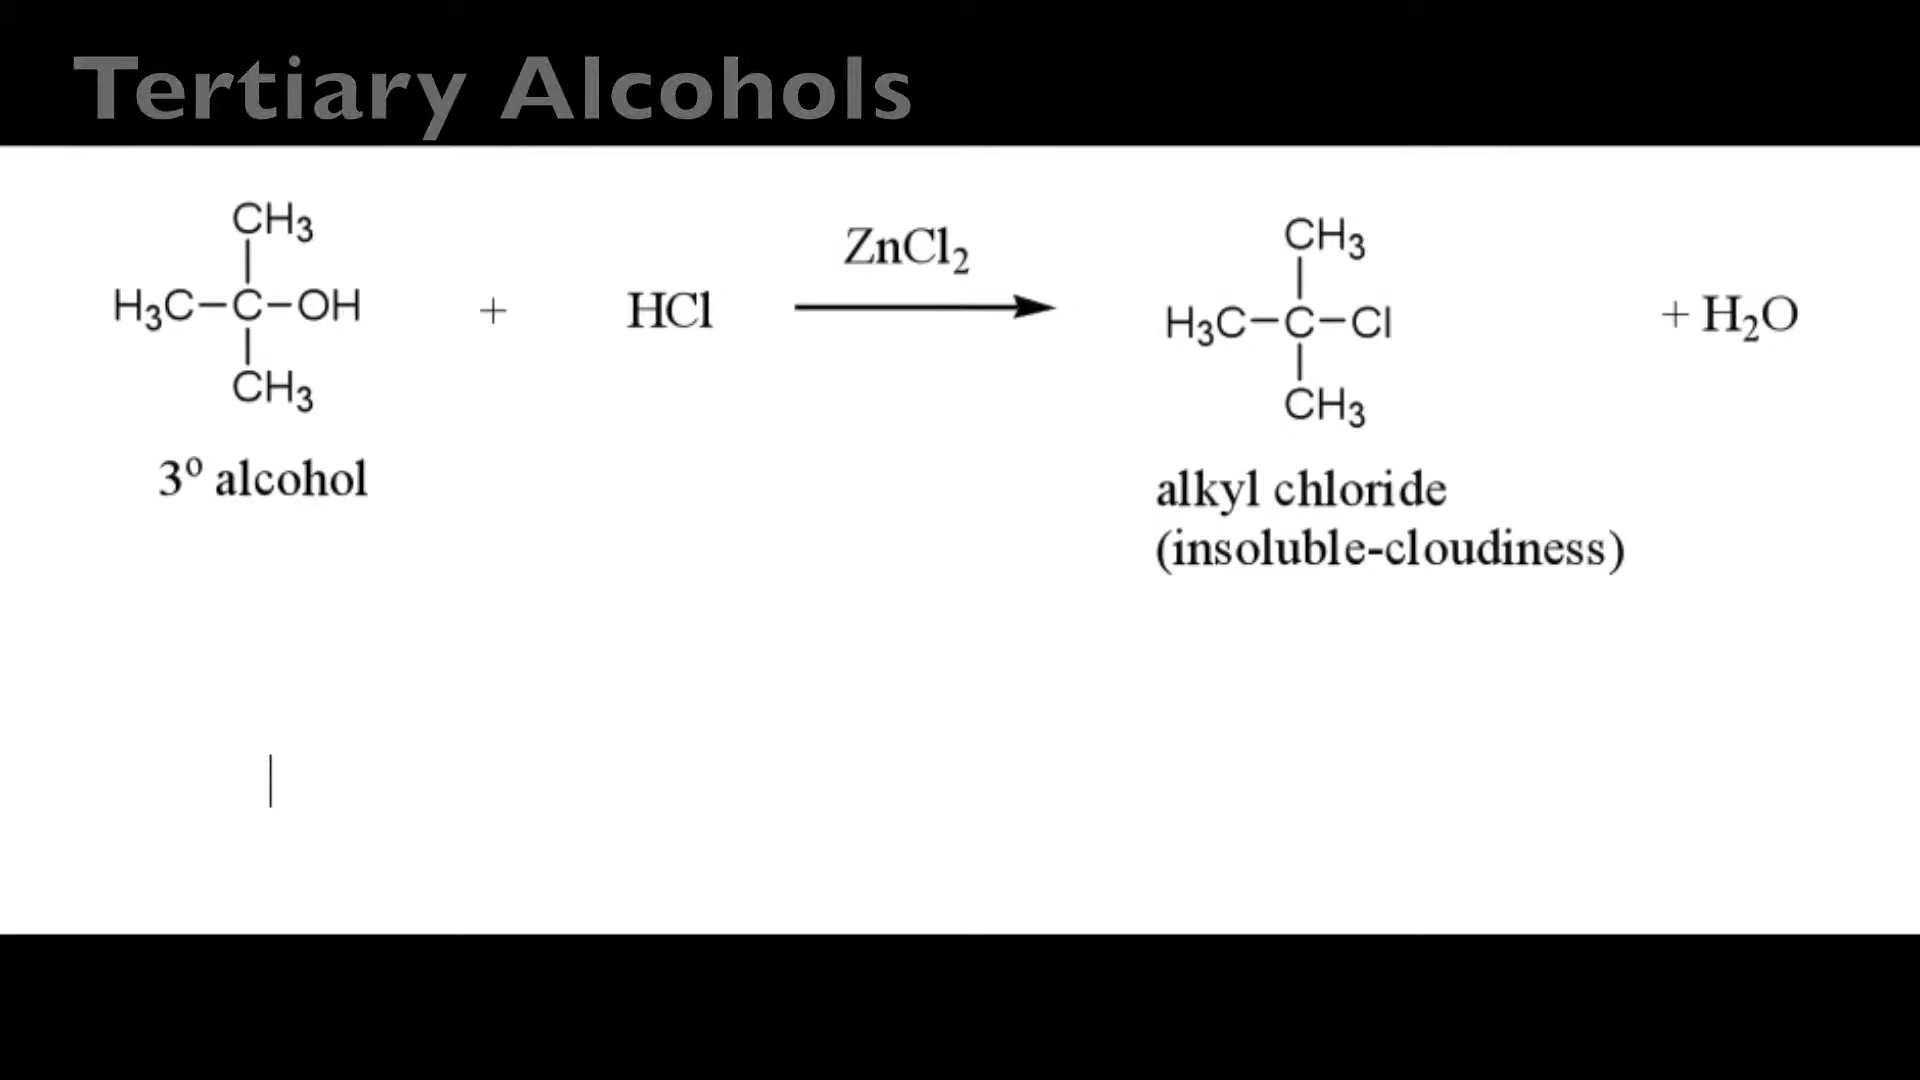 Tertiary Alcohols
CH₃
H₃C–C–OH
CH₃
3º alcohol
+
HCl
ZnCl₂
CH₃
H₃C–C–Cl
CH₃
alkyl chloride
(insoluble-cloudiness)
+ H₂O